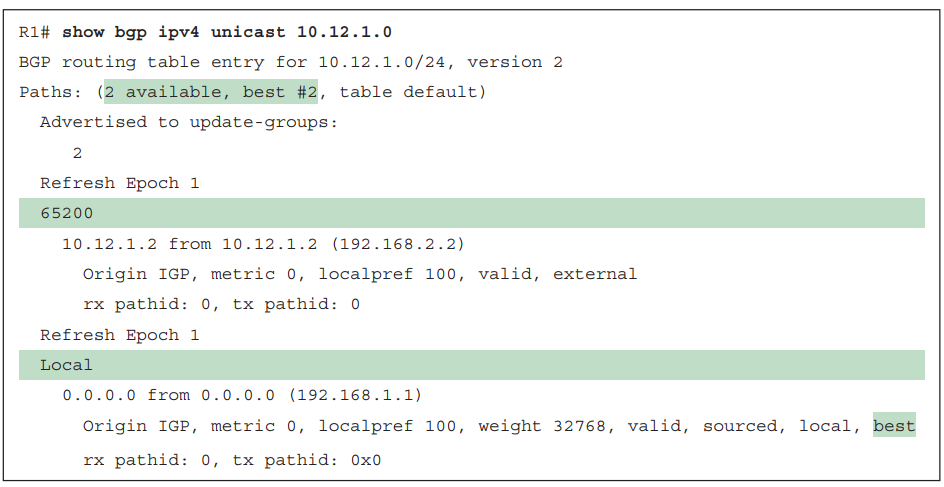 R1# show bgp ipv4 unicast 10.12.1.0
BGP routing table entry for 10.12.1.0/24, version 2
Paths: (2 available, best #2, table default)
Advertised to update-groups:
2
Refresh Epoch 1
65200
10.12.1.2 from 10.12.1.2 (192.168.2.2)
Origin IGP, metric 0, localpref 100, valid, external
rx pathid: 0, tx pathid: 0
Refresh Epoch 1
Local
0.0.0.0 from 0.0.0.0 (192.168.1.1)
Origin IGP, metric 0, localpref 100, weight 32768, valid, sourced, local, best
rx pathid: 0, tx pathid: 0x0